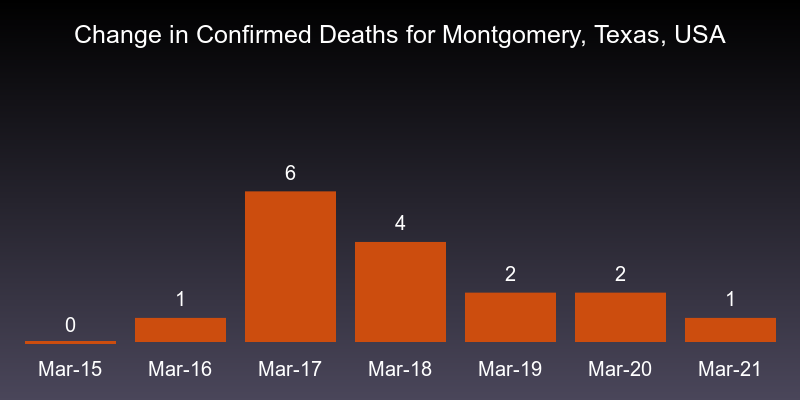 Change in Confirmed Deaths for Montgomery, Texas, USA
6
4
2 2
1 1
0
Mar-15 Mar-16 Mar-17 Mar-18 Mar-19 Mar-20 Mar-21